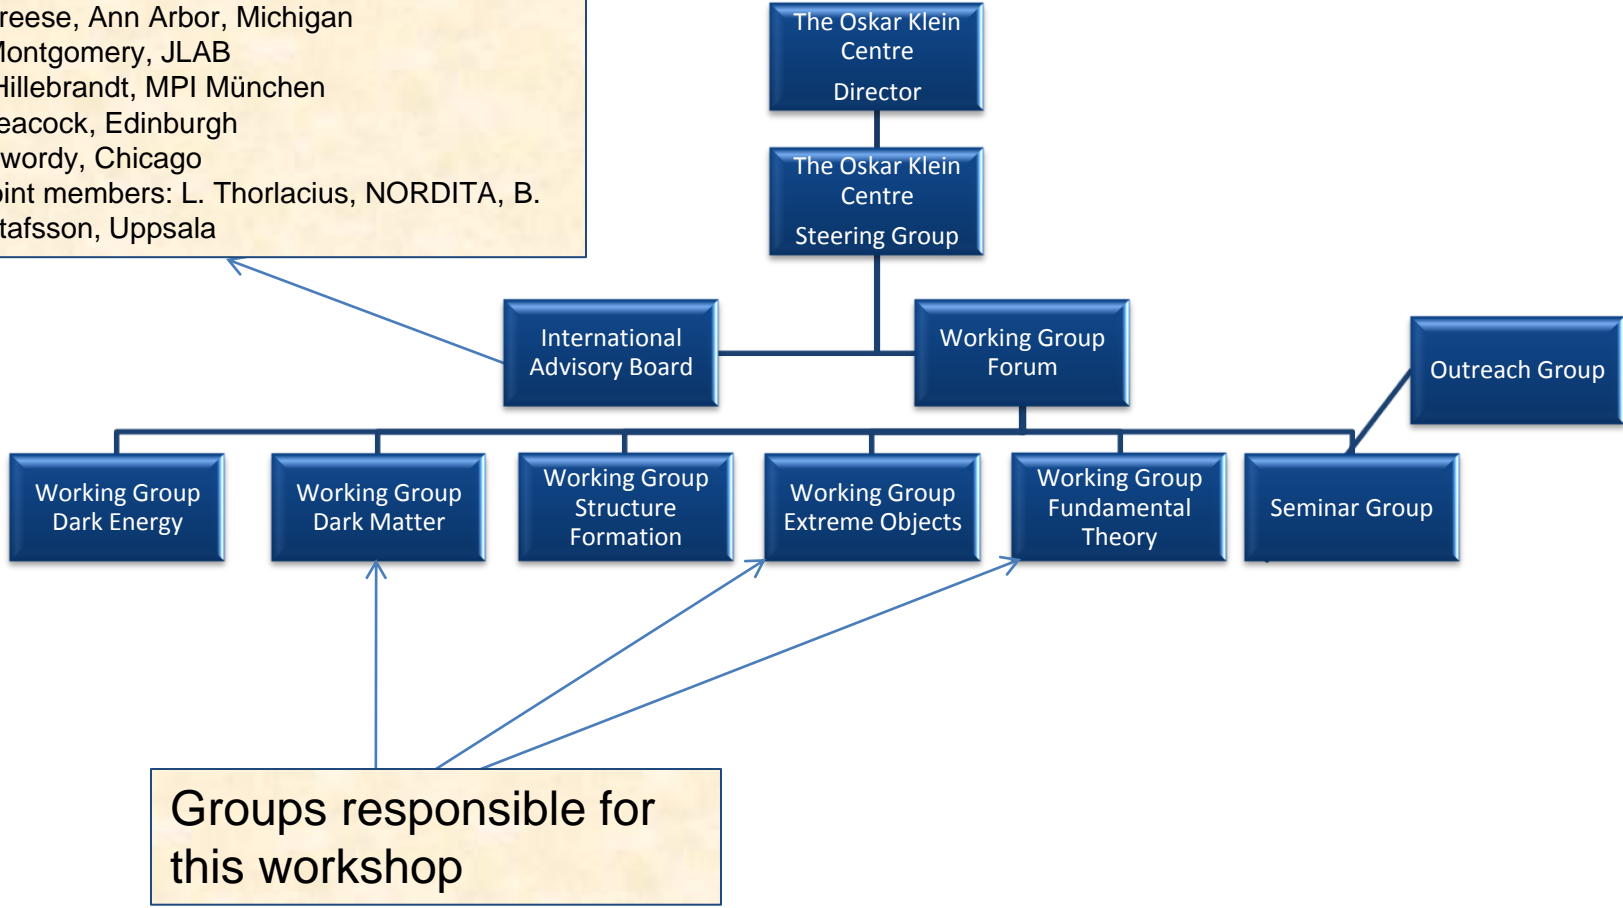 reese, Ann Arbor, Michigan
Montgomery, JLAB
Hillebrandt, MPI München
eacock, Edinburgh
wordy, Chicago
oint members: L. Thorlacius, NORDITA, B.
tafsson, Uppsala
The Oskar Klein
Centre
Director
The Oskar Klein
Centre
Steering Group
International
Advisory Board
Working Group
Forum
Outreach Group
Working Group
Dark Energy
Working Group
Dark Matter
Working Group
Structure
Formation
Working Group
Extreme Objects
Working Group
Fundamental
Theory
Seminar Group
Groups responsible for
this workshop